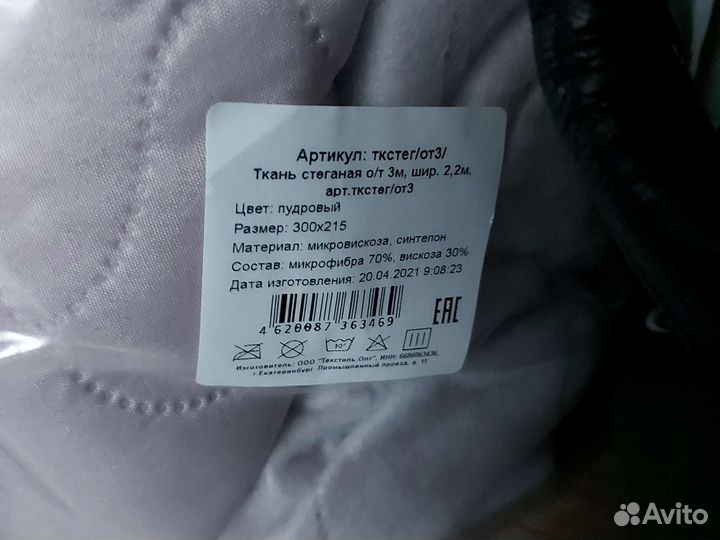 Артикул: ткстег/от3/
Ткань стеганая о/т 3м, шир. 2,2м,
арт.ткстег/от3
Цвет: пудровый
Размер: 300х215
Материал: микровискоза, синтепон
Состав: микрофибра 70%, вискоза 30%
Дата изготовления: 20.04.2021 9:08:23
4 620087 363469
EAC
30°
Изготовитель: ООО "Текстиль Опт", ИНН:
г.Екатеринбург Промышленный проезд, д. 11
Avito